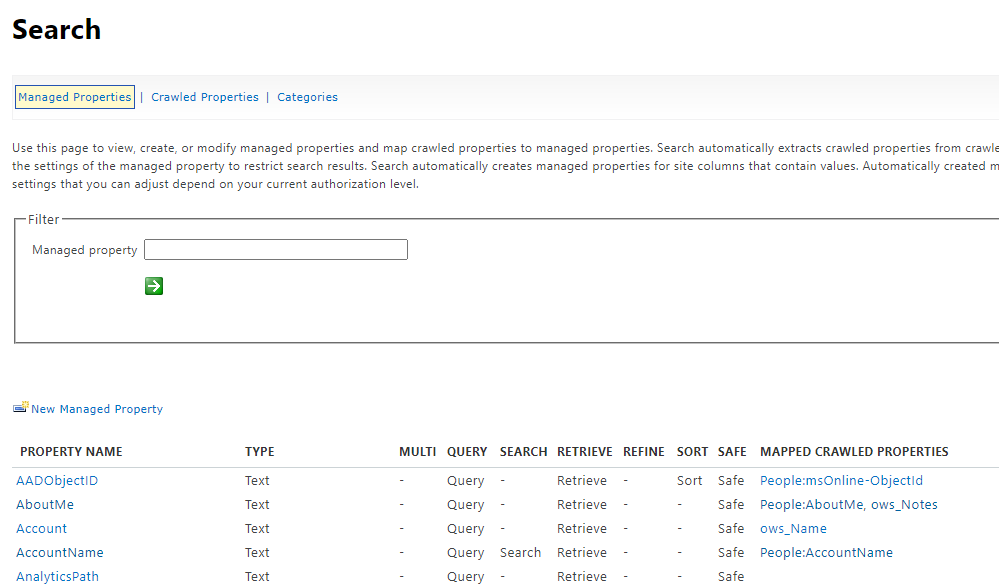 Search
Managed Properties | Crawled Properties | Categories
Use this page to view, create, or modify managed properties and map crawled properties to managed properties. Search automatically extracts crawled properties from crawle
the settings of the managed property to restrict search results. Search automatically creates managed properties for site columns that contain values. Automatically created m
settings that you can adjust depend on your current authorization level.
Filter
Managed property
New Managed Property
PROPERTY NAME TYPE MULTI QUERY SEARCH RETRIEVE REFINE SORT SAFE MAPPED CRAWLED PROPERTIES
AADObjectID Text - Query - Retrieve - Sort Safe People:msOnline-ObjectId
AboutMe Text - Query - Retrieve - - Safe People:AboutMe, ows_Notes
Account Text - Query - Retrieve - - Safe ows_Name
AccountName Text - Query Search Retrieve - - Safe People:AccountName
AnalyticsPath Text - Query - Retrieve - - Safe